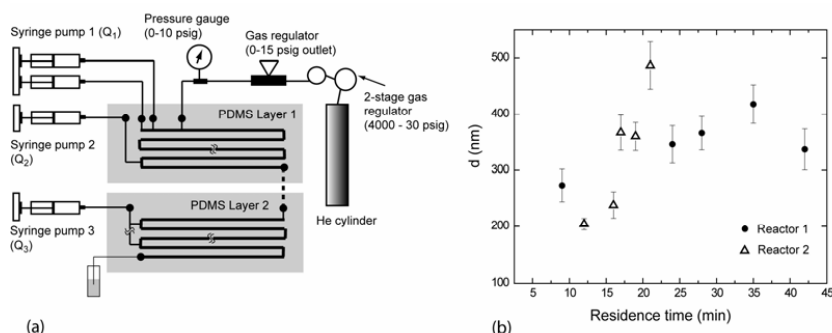 Syringe pump 1 (Q1)
Pressure gauge
(0-10 psig)
Gas regulator
(0-15 psig outlet)
2-stage gas
regulator
(4000 - 30 psig)
PDMS Layer 1
Syringe pump 2
(Q2)
PDMS Layer 2
Syringe pump 3
(Q3)
He cylinder
(a)
d (nm)
500
400
300
200
100
Reactor 1
Reactor 2
5 10 15 20 25 30 35 40 45
Residence time (min)
(b)